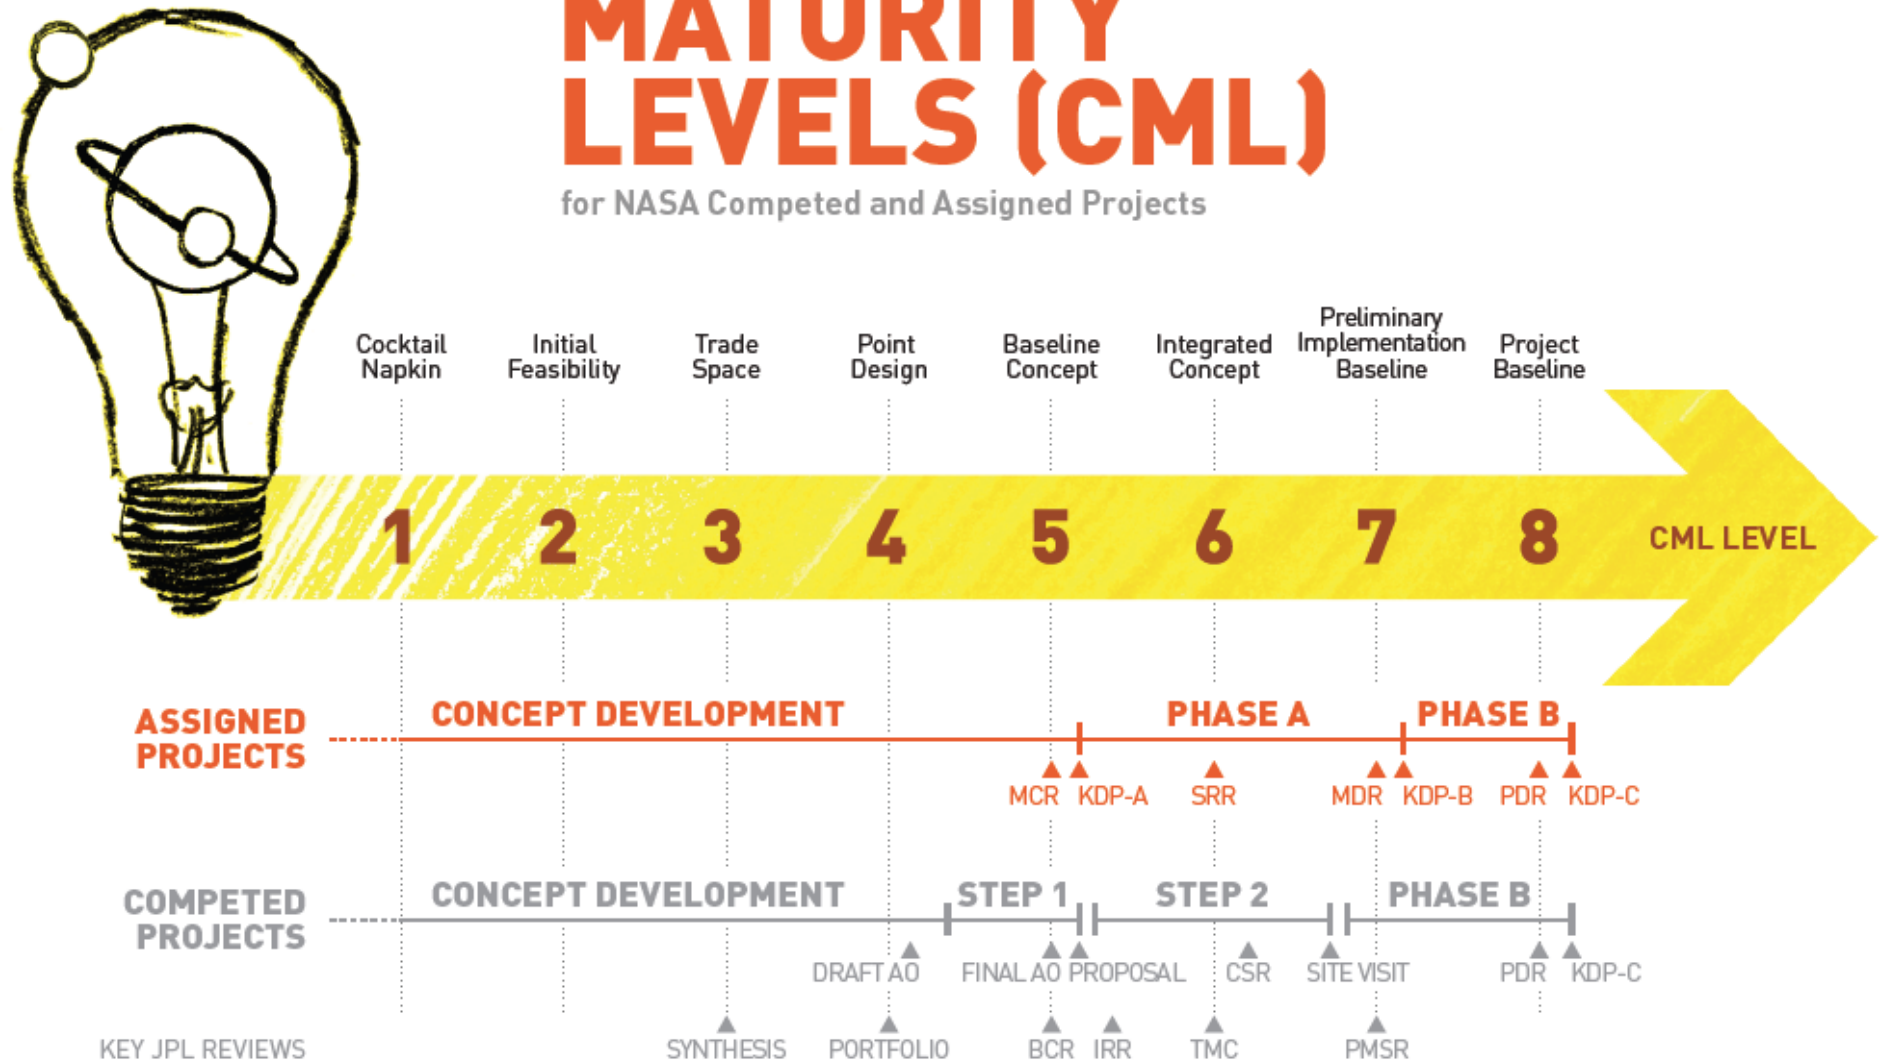 MATURITY
LEVELS (CML)
for NASA Competed and Assigned Projects
Cocktail
Napkin
Initial
Feasibility
Trade
Space
Point
Design
Baseline
Concept
Integrated
Concept
Preliminary
Implementation
Baseline
Project
Baseline
1 2 3 4 5 6 7 8 CML LEVEL
ASSIGNED
PROJECTS
CONCEPT DEVELOPMENT PHASE A PHASE B
MCR KDP-A SRR MDR KDP-B PDR KDP-C
COMPETED
PROJECTS
CONCEPT DEVELOPMENT STEP 1 STEP 2 PHASE B
DRAFT AO FINAL AO PROPOSAL CSR SITE VISIT PDR KDP-C
KEY JPL REVIEWS SYNTHESIS PORTFOLIO BCR IRR TMC PMSR